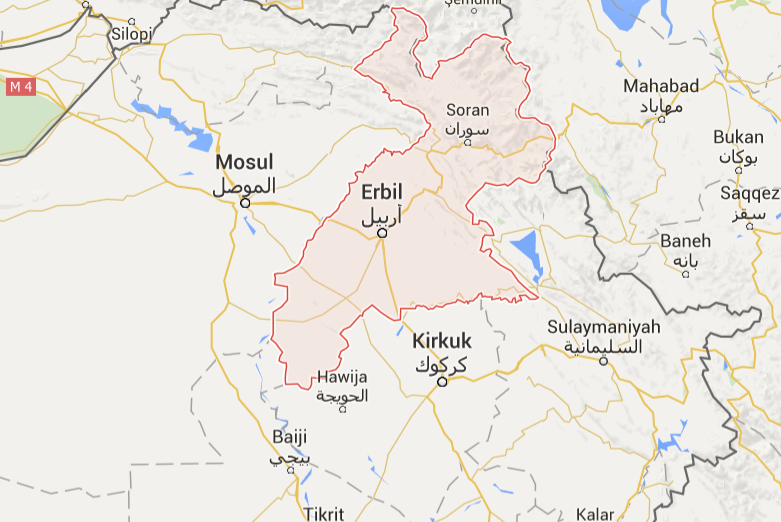 Şemdinli
Silopi
M 4
Mahabad
مهاباد
Soran
سوران
Bukan
بوکان
Mosul
الموصل
Erbil
أربيل
Saqqez
سقز
Baneh
بانه
Sulaymaniyah
السليمانية
Kirkuk
كركوك
Hawija
الحويجة
Baiji
بيجي
Tikrit
Kalar